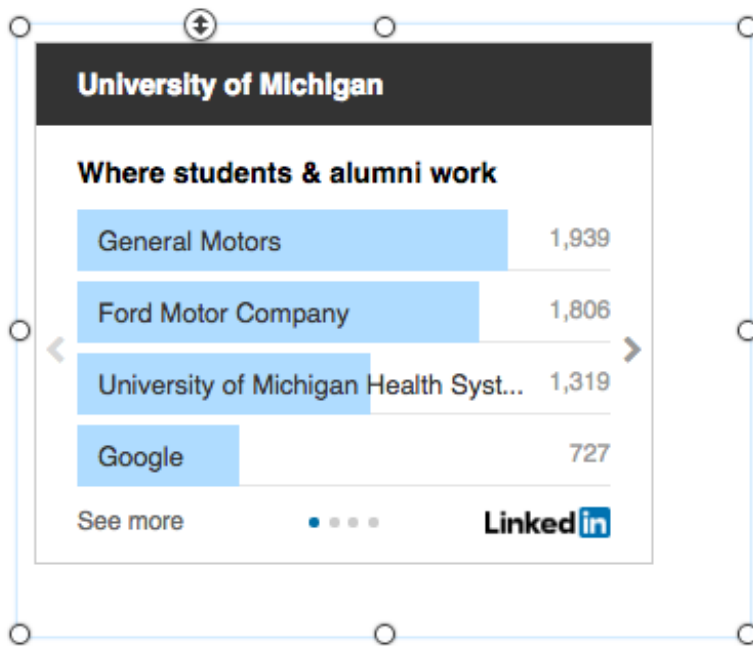 University of Michigan
Where students & alumni work
General Motors 1,939
Ford Motor Company 1,806
University of Michigan Health Syst... 1,319
Google 727
See more LinkedIn